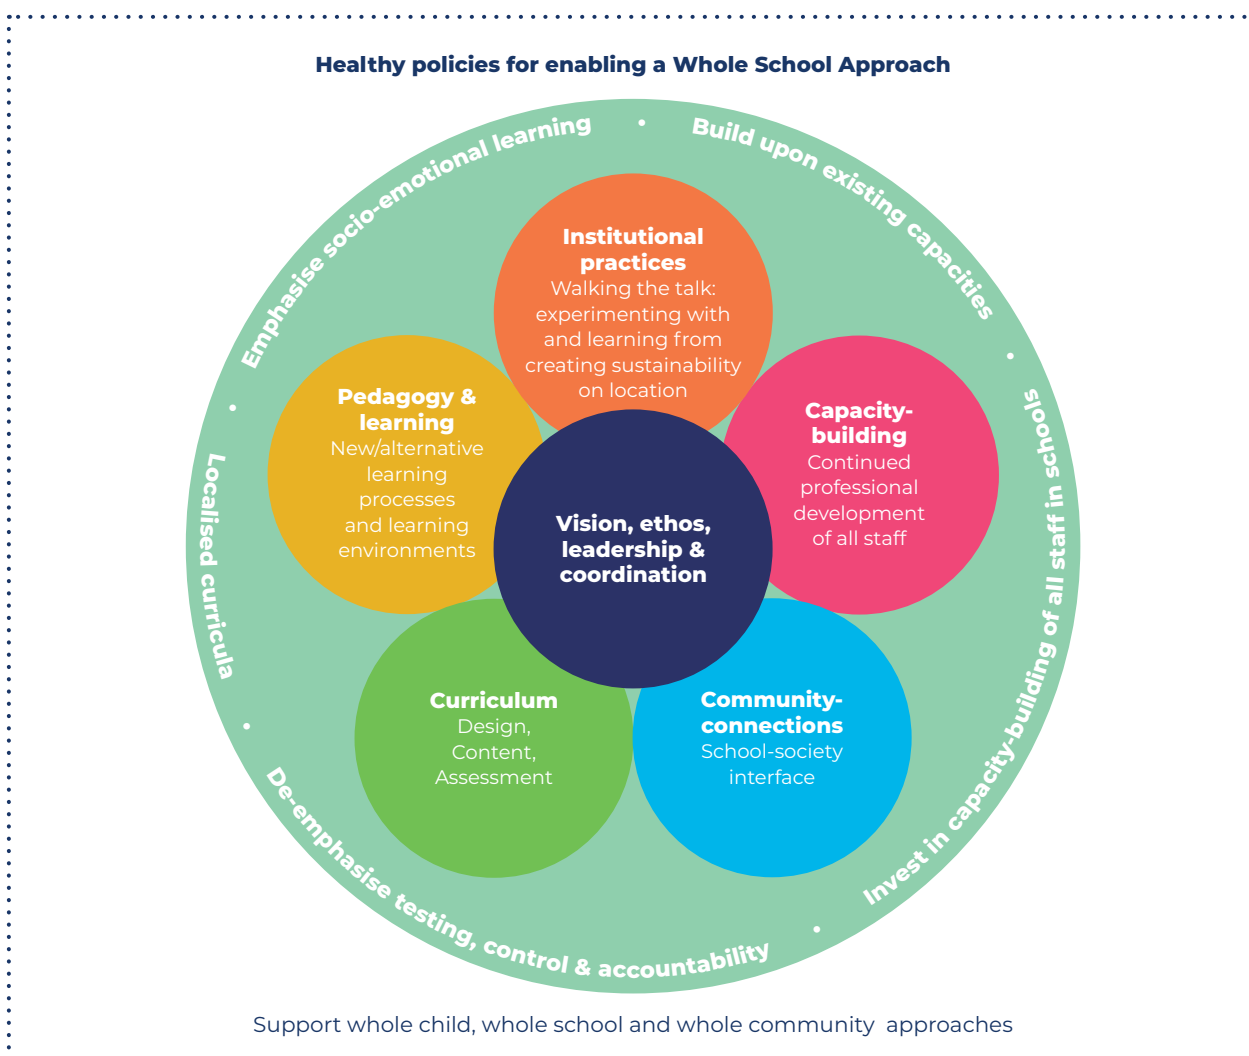 Healthy policies for enabling a Whole School Approach
Emphasise socio-emotional learning
•
Build upon existing capacities
•
Invest in capacity-building of all staff in schools
•
De-emphasise testing, control & accountability
•
Localised curricula
•
Institutional
practices
Walking the talk:
experimenting with
and learning from
creating sustainability
on location
Pedagogy &
learning
New/alternative
learning
processes
and learning
environments
Capacity-
building
Continued
professional
development
of all staff
Vision, ethos,
leadership &
coordination
Curriculum
Design,
Content,
Assessment
Community-
connections
School-society
interface
Support whole child, whole school and whole community approaches